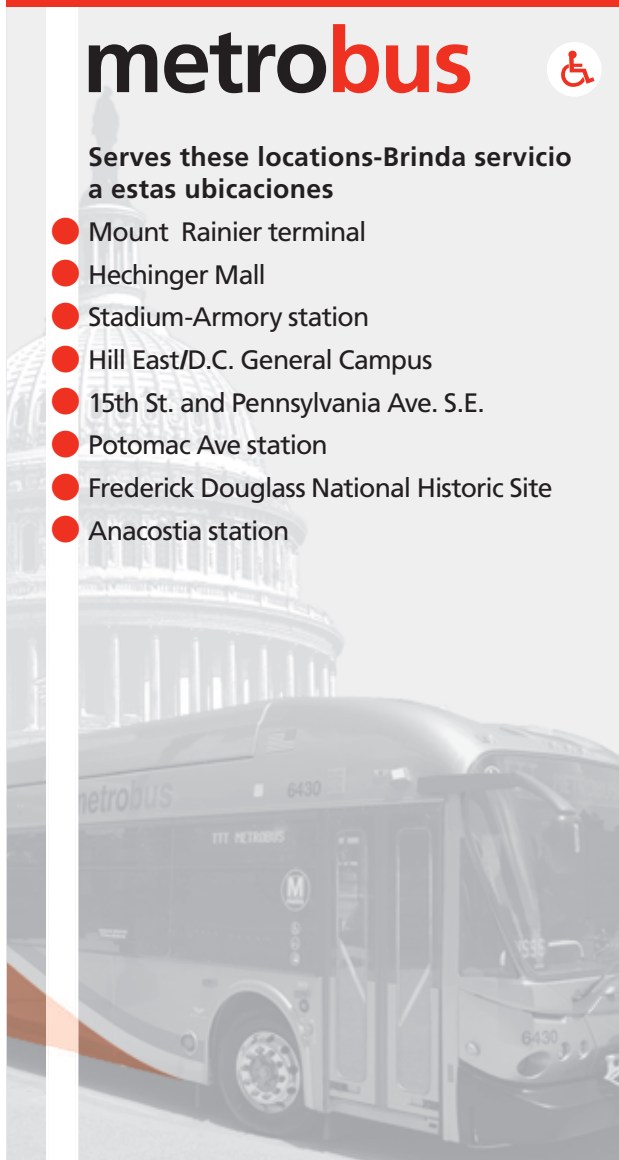 metrobus
Serves these locations-Brinda servicio
a estas ubicaciones
Mount Rainier terminal
Hechinger Mall
Stadium-Armory station
Hill East/D.C. General Campus
15th St. and Pennsylvania Ave. S.E.
Potomac Ave station
Frederick Douglass National Historic Site
Anacostia station
metrobus
6430
TYT METROBUS
M
6430